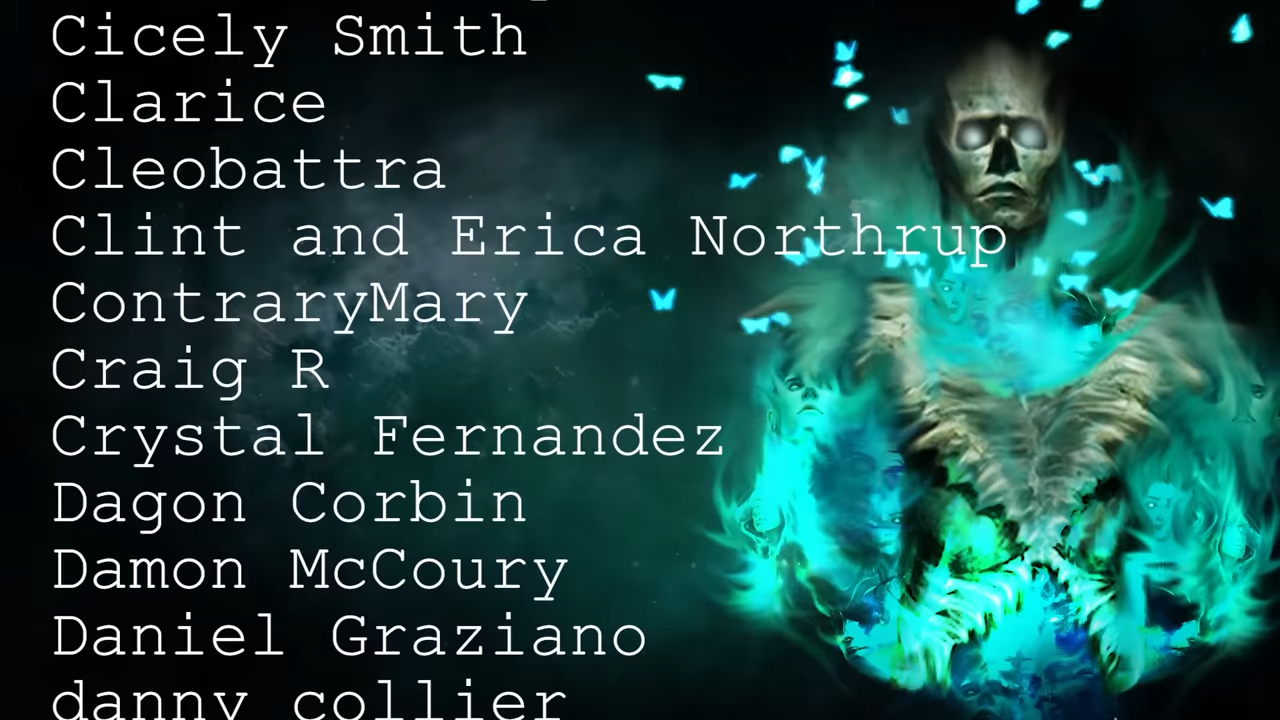 Cicely Smith
Clarice
Cleobattra
Clint and Erica Northrup
ContraryMary
Craig R
Crystal Fernandez
Dagon Corbin
Damon McCoury
Daniel Graziano
danny collier